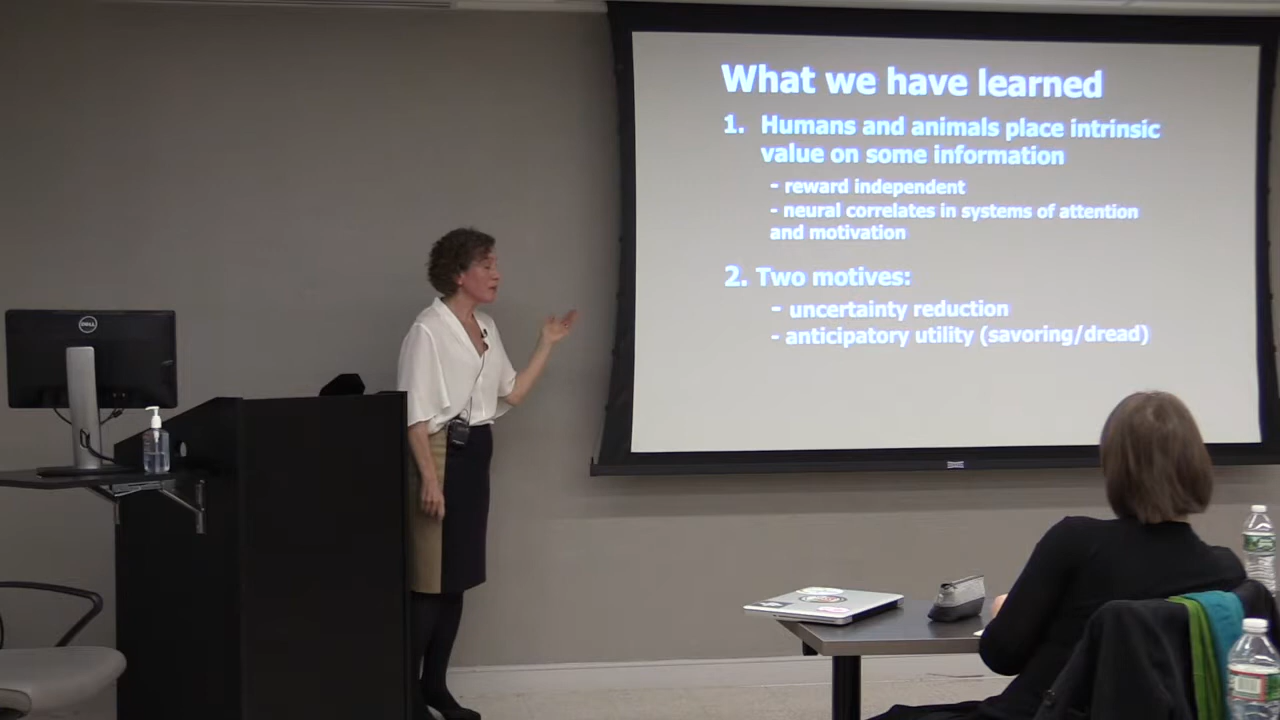 What we have learned
1. Humans and animals place intrinsic
value on some information
- reward independent
- neural correlates in systems of attention
and motivation
2. Two motives:
- uncertainty reduction
- anticipatory utility (savoring/dread)
DELL